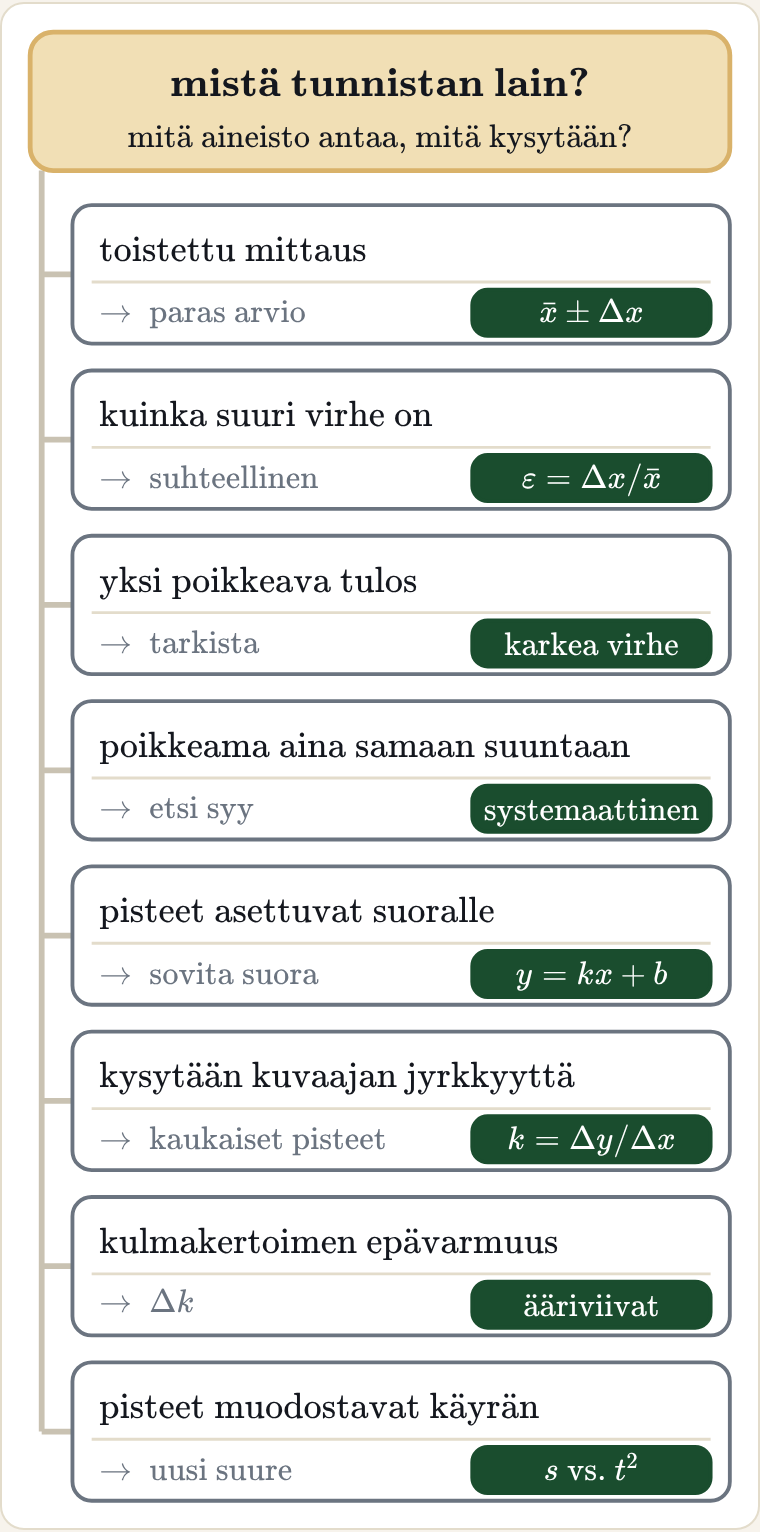 mistä tunnistan lain?
mitä aineisto antaa, mitä kysytään?
toistettu mittaus
→ paras arvio x̄ ± Δx
kuinka suuri virhe on
→ suhteellinen ε = Δx/x̄
yksi poikkeava tulos
→ tarkista karkea virhe
poikkeama aina samaan suuntaan
→ etsi syy systemaattinen
pisteet asettuvat suoralle
→ sovita suora y = kx + b
kysytään kuvaajan jyrkkyyttä
→ kaukaiset pisteet k = Δy/Δx
kulmakertoimen epävarmuus
→ Δk ääriviivat
pisteet muodostavat käyrän
→ uusi suure s vs. t²